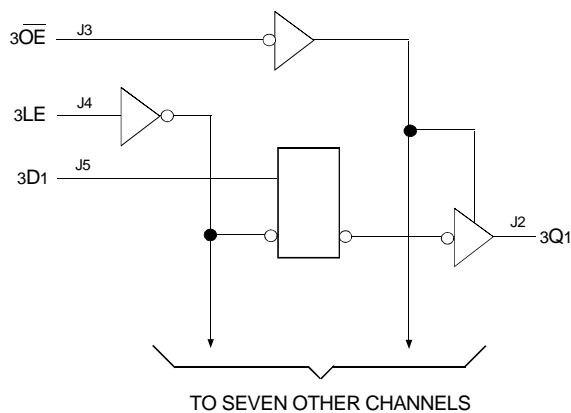 3OE J3
3LE J4
3D1 J5
J2 3Q1
TO SEVEN OTHER CHANNELS